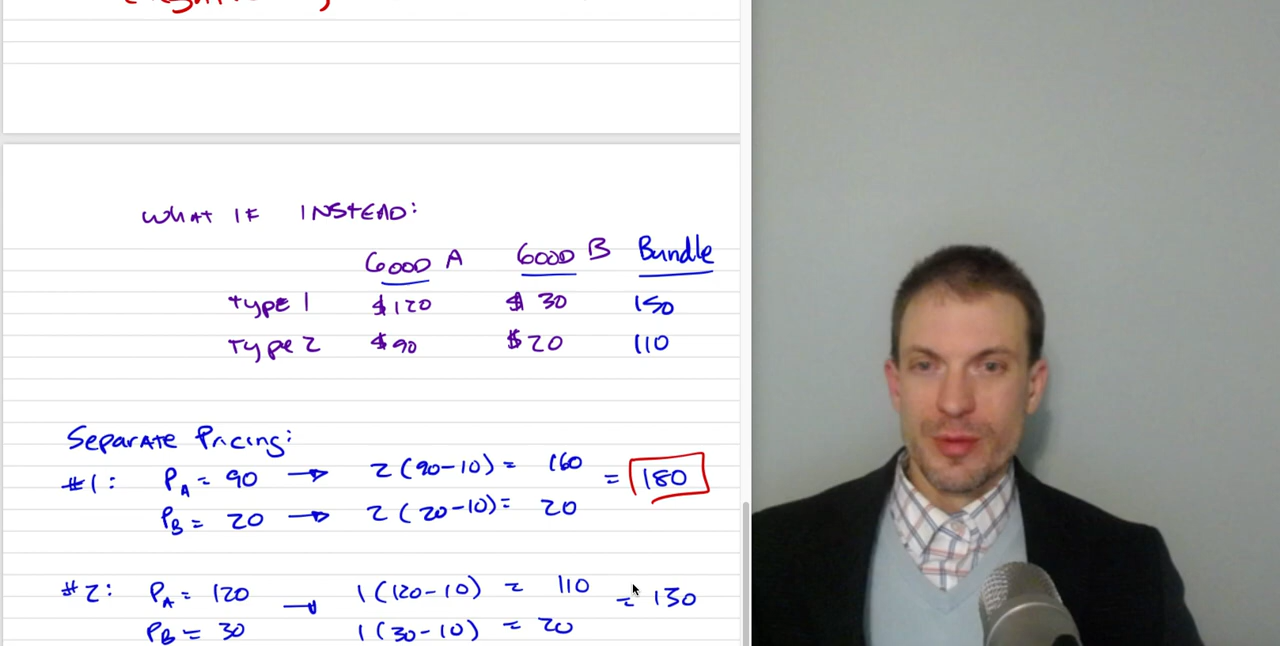 WHAT IF INSTEAD:
GOOD A GOOD B Bundle
TYPE 1 $120 $30 150
TYPE 2 $90 $20 110
Separate Pricing:
#1: PA = 90 → 2(90-10) = 160 = 180
PB = 20 → 2(20-10) = 20
#2: PA = 120 → 1(120-10) = 110 = 130
PB = 30 1(30-10) = 20